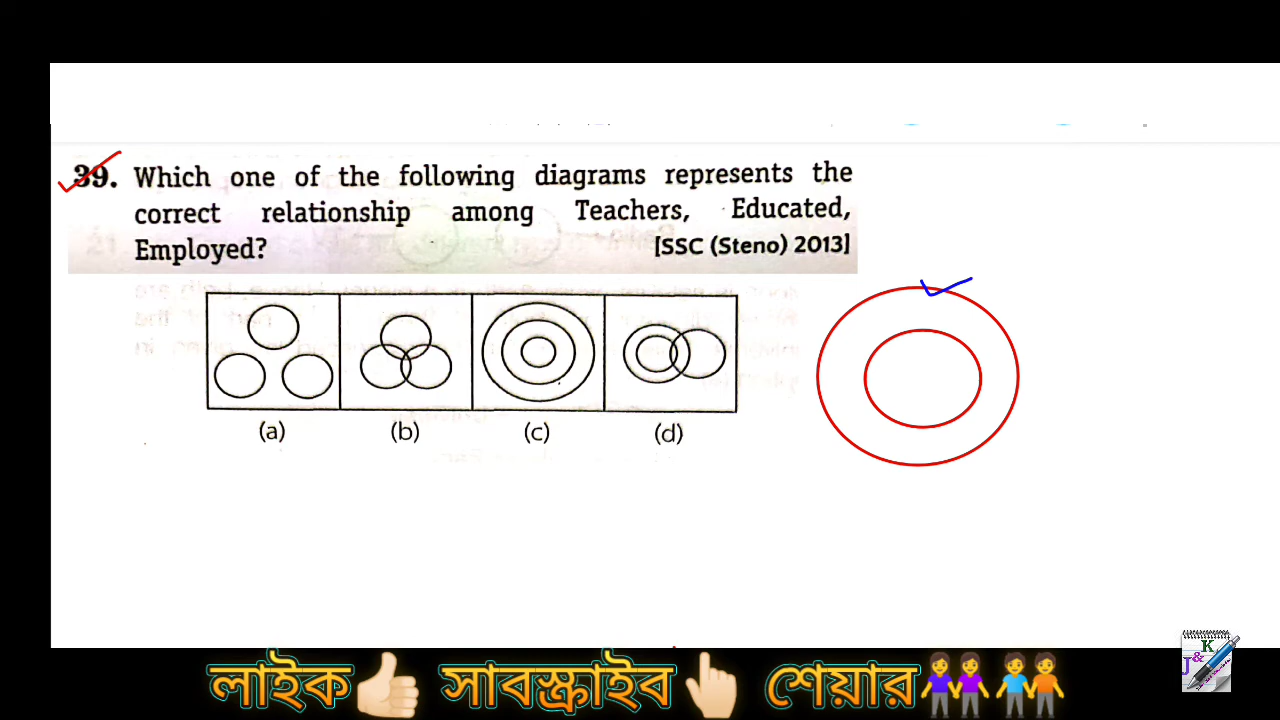 39. Which one of the following diagrams represents the
correct relationship among Teachers, Educated,
Employed? [SSC (Steno) 2013]
(a) (b) (c) (d)
লাইক সাবস্ক্রাইব শেয়ার
J&K